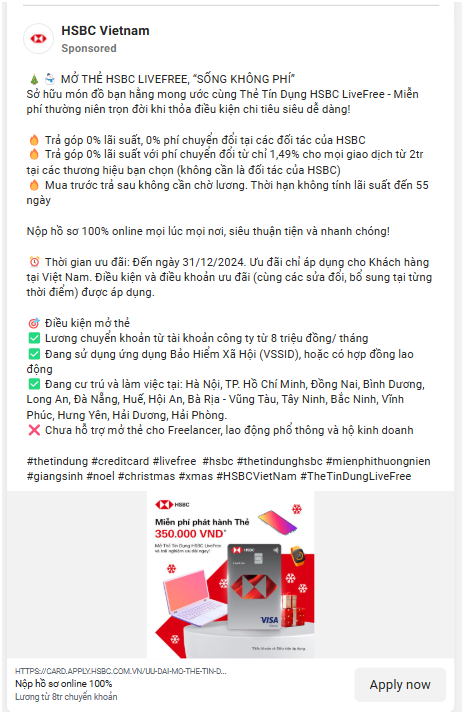 HSBC Vietnam
Sponsored
🎄 ⛄ MỞ THẺ HSBC LIVEFREE, “SỐNG KHÔNG PHÍ”
Sở hữu món đồ bạn hằng mong ước cùng Thẻ Tín Dụng HSBC LiveFree - Miễn
phí thường niên trọn đời khi thỏa điều kiện chi tiêu siêu dễ dàng!
🔥 Trả góp 0% lãi suất, 0% phí chuyển đổi tại các đối tác của HSBC
🔥 Trả góp 0% lãi suất với phí chuyển đổi từ chỉ 1,49% cho mọi giao dịch từ 2tr
tại các thương hiệu bạn chọn (không cần là đối tác của HSBC)
🔥 Mua trước trả sau không cần chờ lương. Thời hạn không tính lãi suất đến 55
ngày
Nộp hồ sơ 100% online mọi lúc mọi nơi, siêu thuận tiện và nhanh chóng!
⏰ Thời gian ưu đãi: Đến ngày 31/12/2024. Ưu đãi chỉ áp dụng cho Khách hàng
tại Việt Nam. Điều kiện và điều khoản ưu đãi (cùng các sửa đổi, bổ sung tại từng
thời điểm) được áp dụng.
🎯 Điều kiện mở thẻ
✅ Lương chuyển khoản từ tài khoản công ty từ 8 triệu đồng/ tháng
✅ Đang sử dụng ứng dụng Bảo Hiểm Xã Hội (VSSID), hoặc có hợp đồng lao
động
✅ Đang cư trú và làm việc tại: Hà Nội, TP. Hồ Chí Minh, Đồng Nai, Bình Dương,
Long An, Đà Nẵng, Huế, Hội An, Bà Rịa - Vũng Tàu, Tây Ninh, Bắc Ninh, Vĩnh
Phúc, Hưng Yên, Hải Dương, Hải Phòng.
❌ Chưa hỗ trợ mở thẻ cho Freelancer, lao động phổ thông và hộ kinh doanh
#thetindung #creditcard #livefree #hsbc #thetindunghsbc #mienphithuongnien
#giangsinh #noel #christmas #xmas #HSBCVietNam #TheTinDungLiveFree
HSBC
Miễn phí phát hành Thẻ
350.000 VND*
Mở Thẻ Tín Dụng HSBC LiveFree
và trải nghiệm ưu đãi ngay!
HSBC
VISA
HTTPS://CARD.APPLY.HSBC.COM.VN/UU-DAI-MO-THE-TIN-D...
Nộp hồ sơ online 100%
Lương từ 8tr chuyển khoản
Apply now